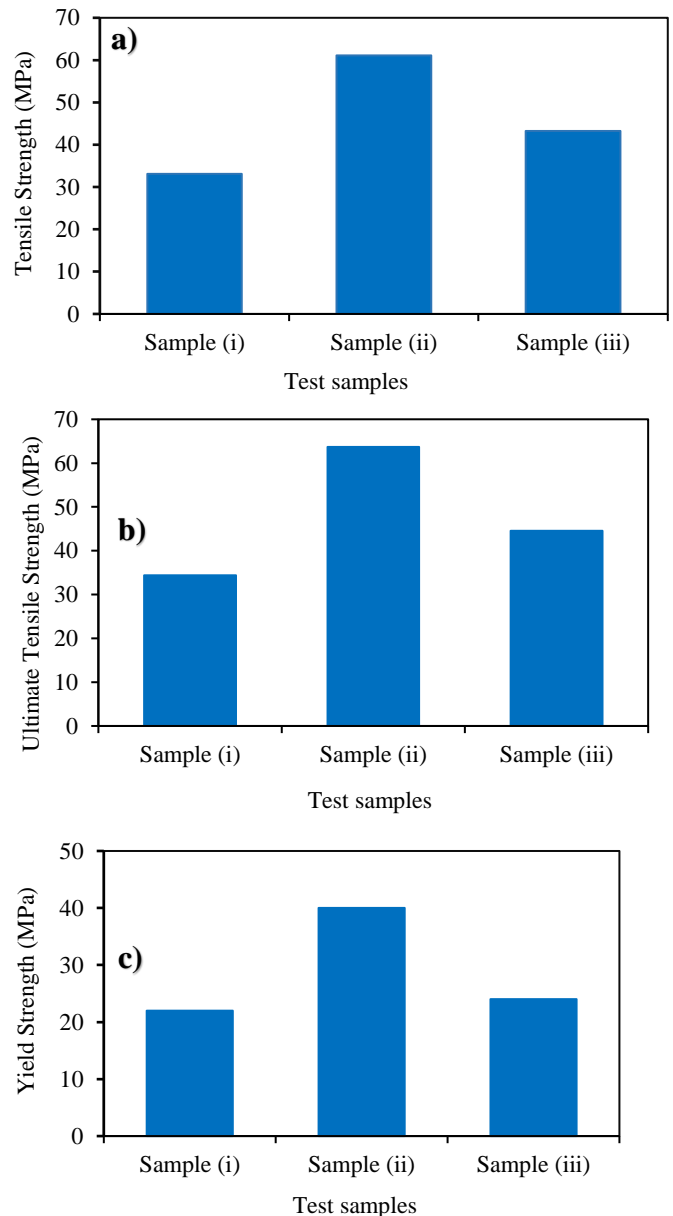 a)
Tensile Strength (MPa)
70
60
50
40
30
20
10
0
Sample (i) Sample (ii) Sample (iii)
Test samples
b)
Ultimate Tensile Strength (MPa)
70
60
50
40
30
20
10
0
Sample (i) Sample (ii) Sample (iii)
Test samples
c)
Yield Strength (MPa)
50
40
30
20
10
0
Sample (i) Sample (ii) Sample (iii)
Test samples